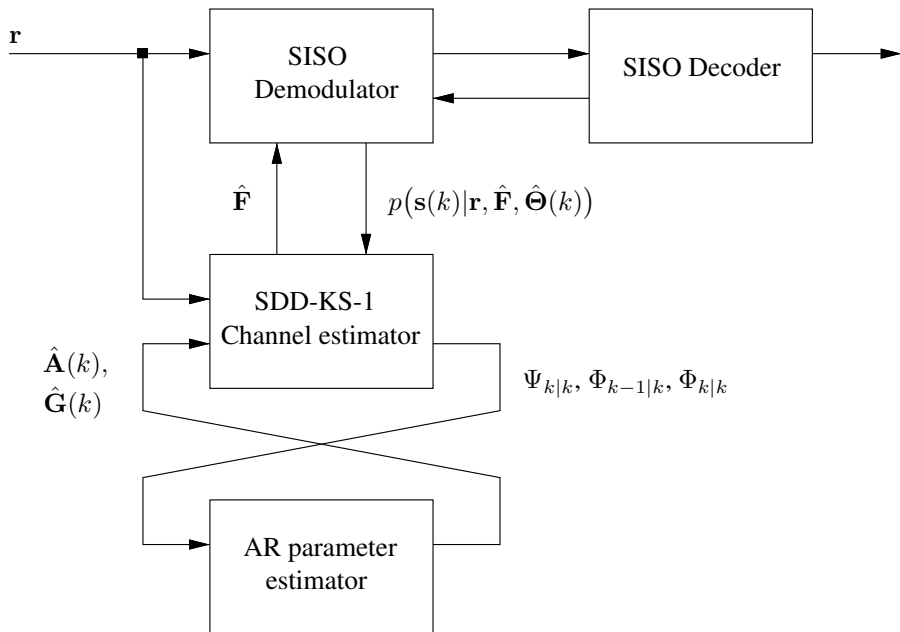 r
SISO
Demodulator
SISO Decoder
F̂
p(s(k)|r, F̂, Θ̂(k))
SDD-KS-1
Channel estimator
Â(k),
Ĝ(k)
Ψ_{k|k}, Φ_{k−1|k}, Φ_{k|k}
AR parameter
estimator